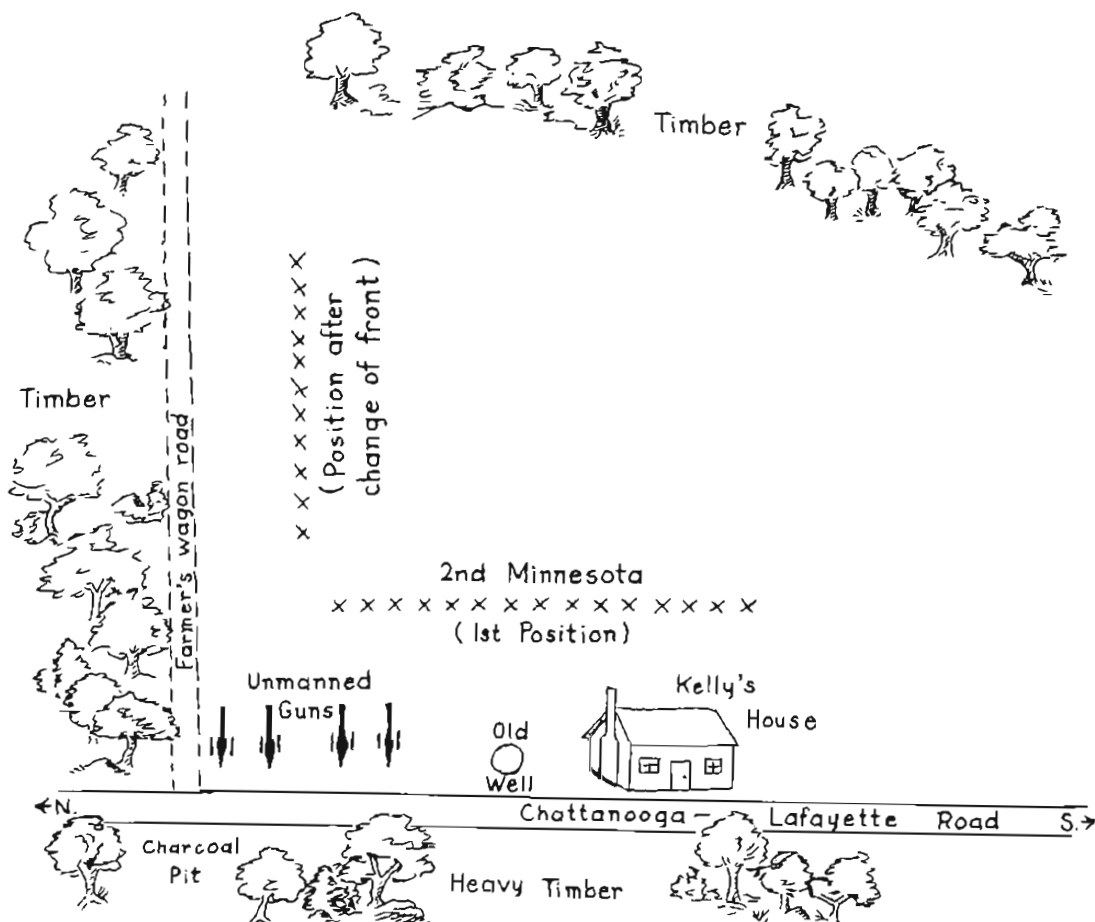 Timber
(Position after
change of front)
Timber
Farmer's wagon road
2nd Minnesota
(1st Position)
Unmanned
Guns
Kelly's
House
Old
Well
←N.
Chattanooga – Lafayette Road
S.→
Charcoal
Pit
Heavy Timber